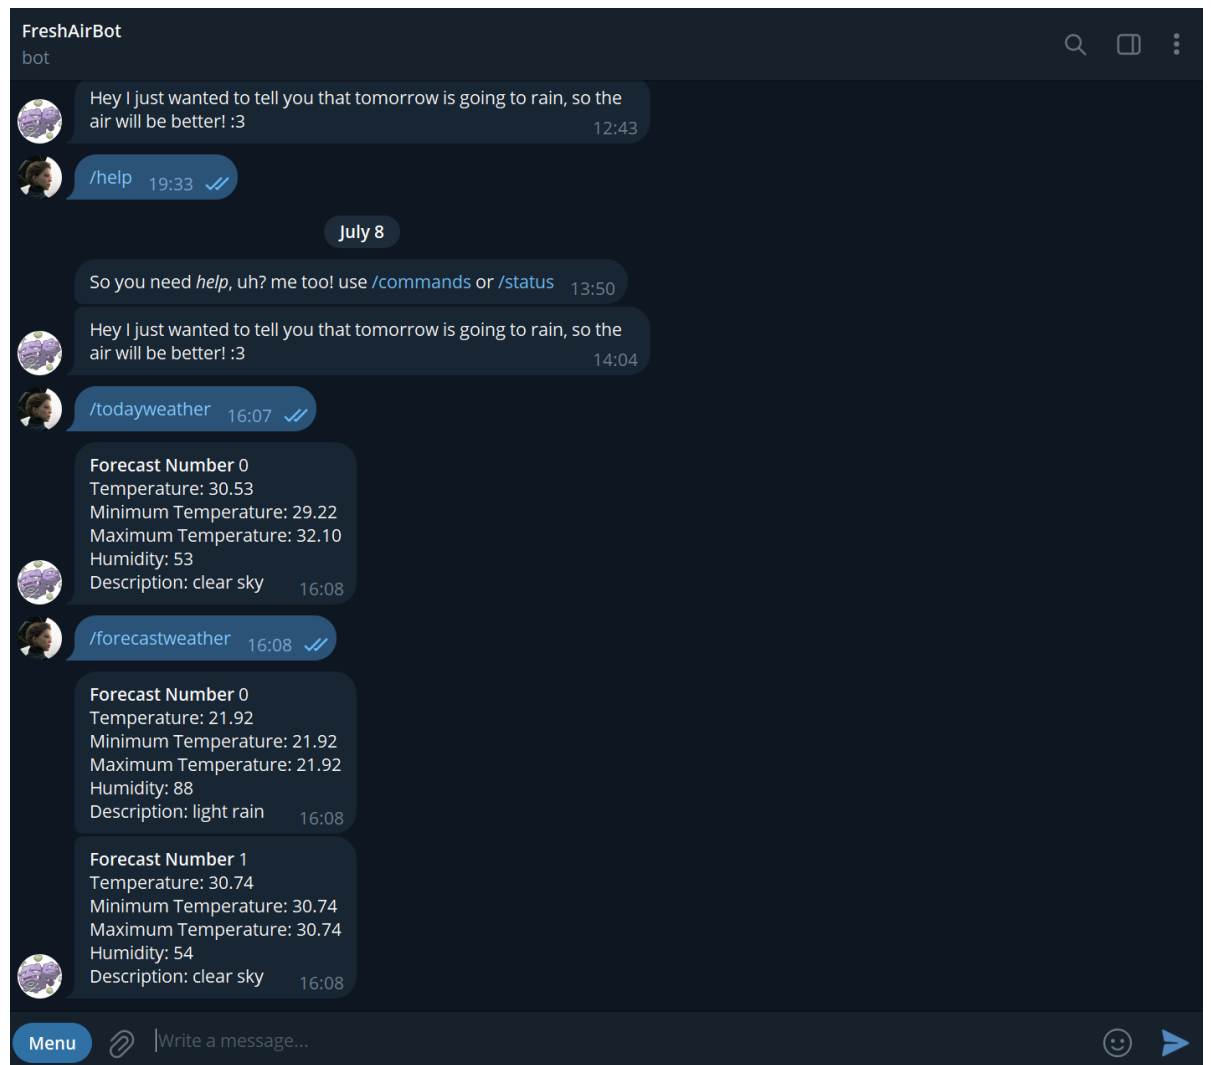 FreshAirBot
bot
Hey I just wanted to tell you that tomorrow is going to rain, so the
air will be better! :3
12:43
/help 19:33
July 8
So you need help, uh? me too! use /commands or /status 13:50
Hey I just wanted to tell you that tomorrow is going to rain, so the
air will be better! :3
14:04
/todayweather 16:07
Forecast Number 0
Temperature: 30.53
Minimum Temperature: 29.22
Maximum Temperature: 32.10
Humidity: 53
Description: clear sky 16:08
/forecastweather 16:08
Forecast Number 0
Temperature: 21.92
Minimum Temperature: 21.92
Maximum Temperature: 21.92
Humidity: 88
Description: light rain 16:08
Forecast Number 1
Temperature: 30.74
Minimum Temperature: 30.74
Maximum Temperature: 30.74
Humidity: 54
Description: clear sky 16:08
Menu
Write a message...